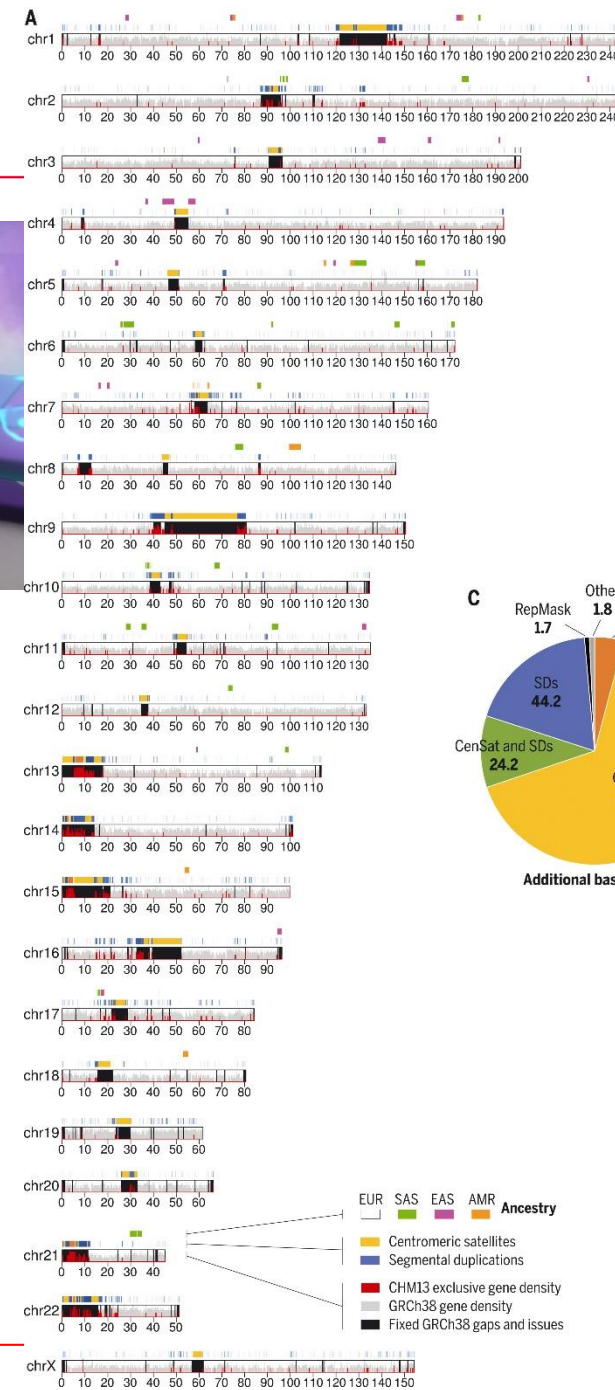 A
chr1
0 10 20 30 40 50 60 70 80 90 100 110 120 130 140 150 160 170 180 190 200 210 220 230
chr2
0 10 20 30 40 50 60 70 80 90 100 110 120 130 140 150 160 170 180 190 200 210 220 230
chr3
0 10 20 30 40 50 60 70 80 90 100 110 120 130 140 150 160 170 180 190 200
chr4
0 10 20 30 40 50 60 70 80 90 100 110 120 130 140 150 160 170 180 190
chr5
0 10 20 30 40 50 60 70 80 90 100 110 120 130 140 150 160 170 180
chr6
0 10 20 30 40 50 60 70 80 90 100 110 120 130 140 150 160 170
chr7
0 10 20 30 40 50 60 70 80 90 100 110 120 130 140 150 160
chr8
0 10 20 30 40 50 60 70 80 90 100 110 120 130 140
chr9
0 10 20 30 40 50 60 70 80 90 100 110 120 130 140 150
chr10
0 10 20 30 40 50 60 70 80 90 100 110 120 130
chr11
0 10 20 30 40 50 60 70 80 90 100 110 120 130
chr12
0 10 20 30 40 50 60 70 80 90 100 110 120 130
chr13
0 10 20 30 40 50 60 70 80 90 100 110
chr14
0 10 20 30 40 50 60 70 80 90 100
chr15
0 10 20 30 40 50 60 70 80 90
chr16
0 10 20 30 40 50 60 70 80 90
chr17
0 10 20 30 40 50 60 70 80
chr18
0 10 20 30 40 50 60 70 80
chr19
0 10 20 30 40 50 60
chr20
0 10 20 30 40 50 60
chr21
0 10 20 30 40
chr22
0 10 20 30 40 50
chrX
0 10 20 30 40 50 60 70 80 90 100 110 120 130 140 150
EUR SAS EAS AMR Ancestry
Centromeric satellites
Segmental duplications
CHM13 exclusive gene density
GRCh38 gene density
Fixed GRCh38 gaps and issues
C
RepMask
1.7
Othe
1.8
SDs
44.2
CenSat and SDs
24.2
Additional bas